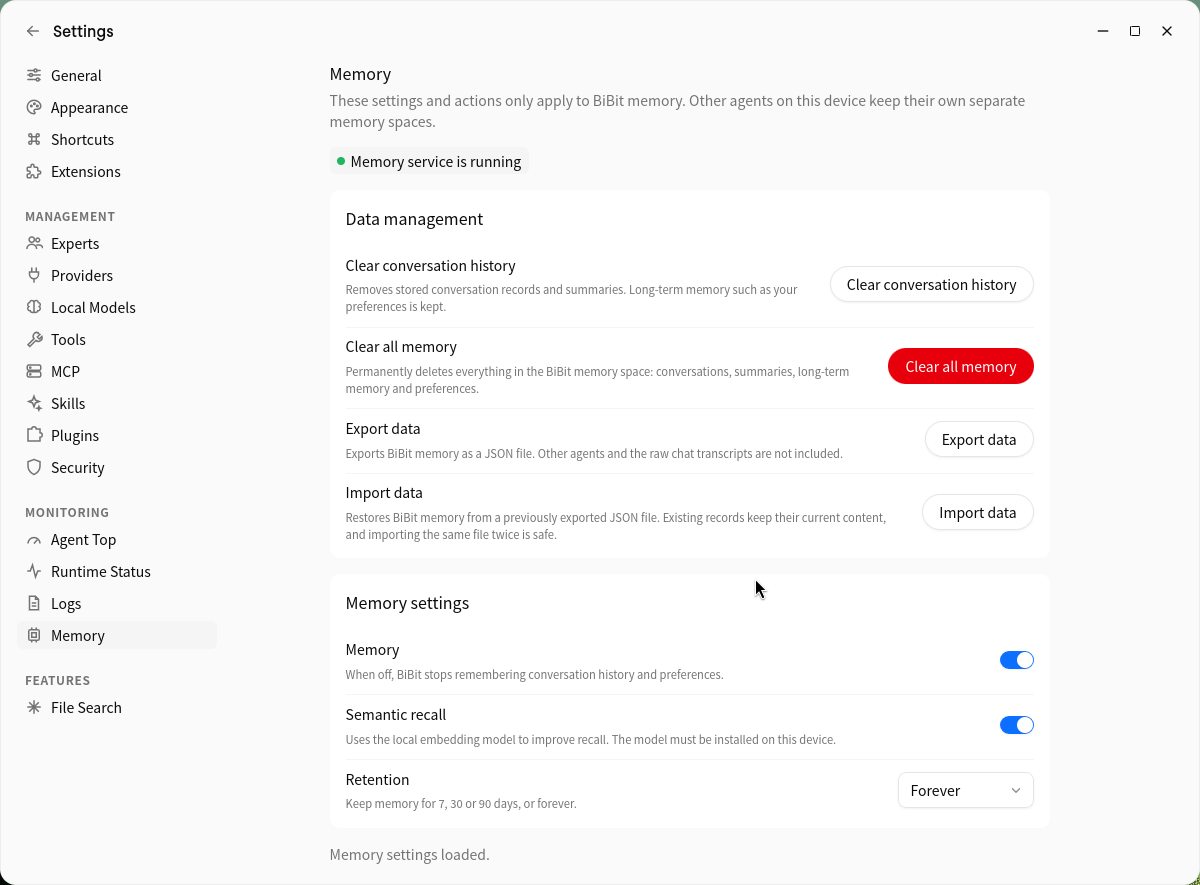 Settings
General
Appearance
Shortcuts
Extensions
MANAGEMENT
Experts
Providers
Local Models
Tools
MCP
Skills
Plugins
Security
MONITORING
Agent Top
Runtime Status
Logs
Memory
FEATURES
File Search
Memory
These settings and actions only apply to BiBit memory. Other agents on this device keep their own separate
memory spaces.
Memory service is running
Data management
Clear conversation history
Removes stored conversation records and summaries. Long-term memory such as your
preferences is kept.
Clear conversation history
Clear all memory
Permanently deletes everything in the BiBit memory space: conversations, summaries, long-term
memory and preferences.
Clear all memory
Export data
Exports BiBit memory as a JSON file. Other agents and the raw chat transcripts are not included.
Export data
Import data
Restores BiBit memory from a previously exported JSON file. Existing records keep their current content,
and importing the same file twice is safe.
Import data
Memory settings
Memory
When off, BiBit stops remembering conversation history and preferences.
Semantic recall
Uses the local embedding model to improve recall. The model must be installed on this device.
Retention
Keep memory for 7, 30 or 90 days, or forever.
Forever
Memory settings loaded.